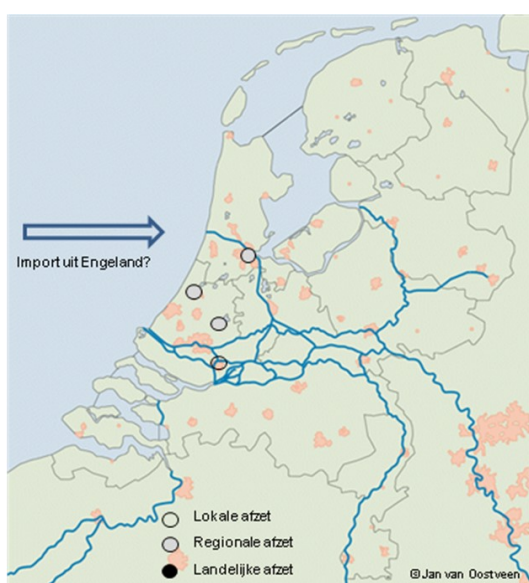 Import uit Engeland?
Lokale afzet
Regionale afzet
Landelijke afzet
©Jan van Oostveen